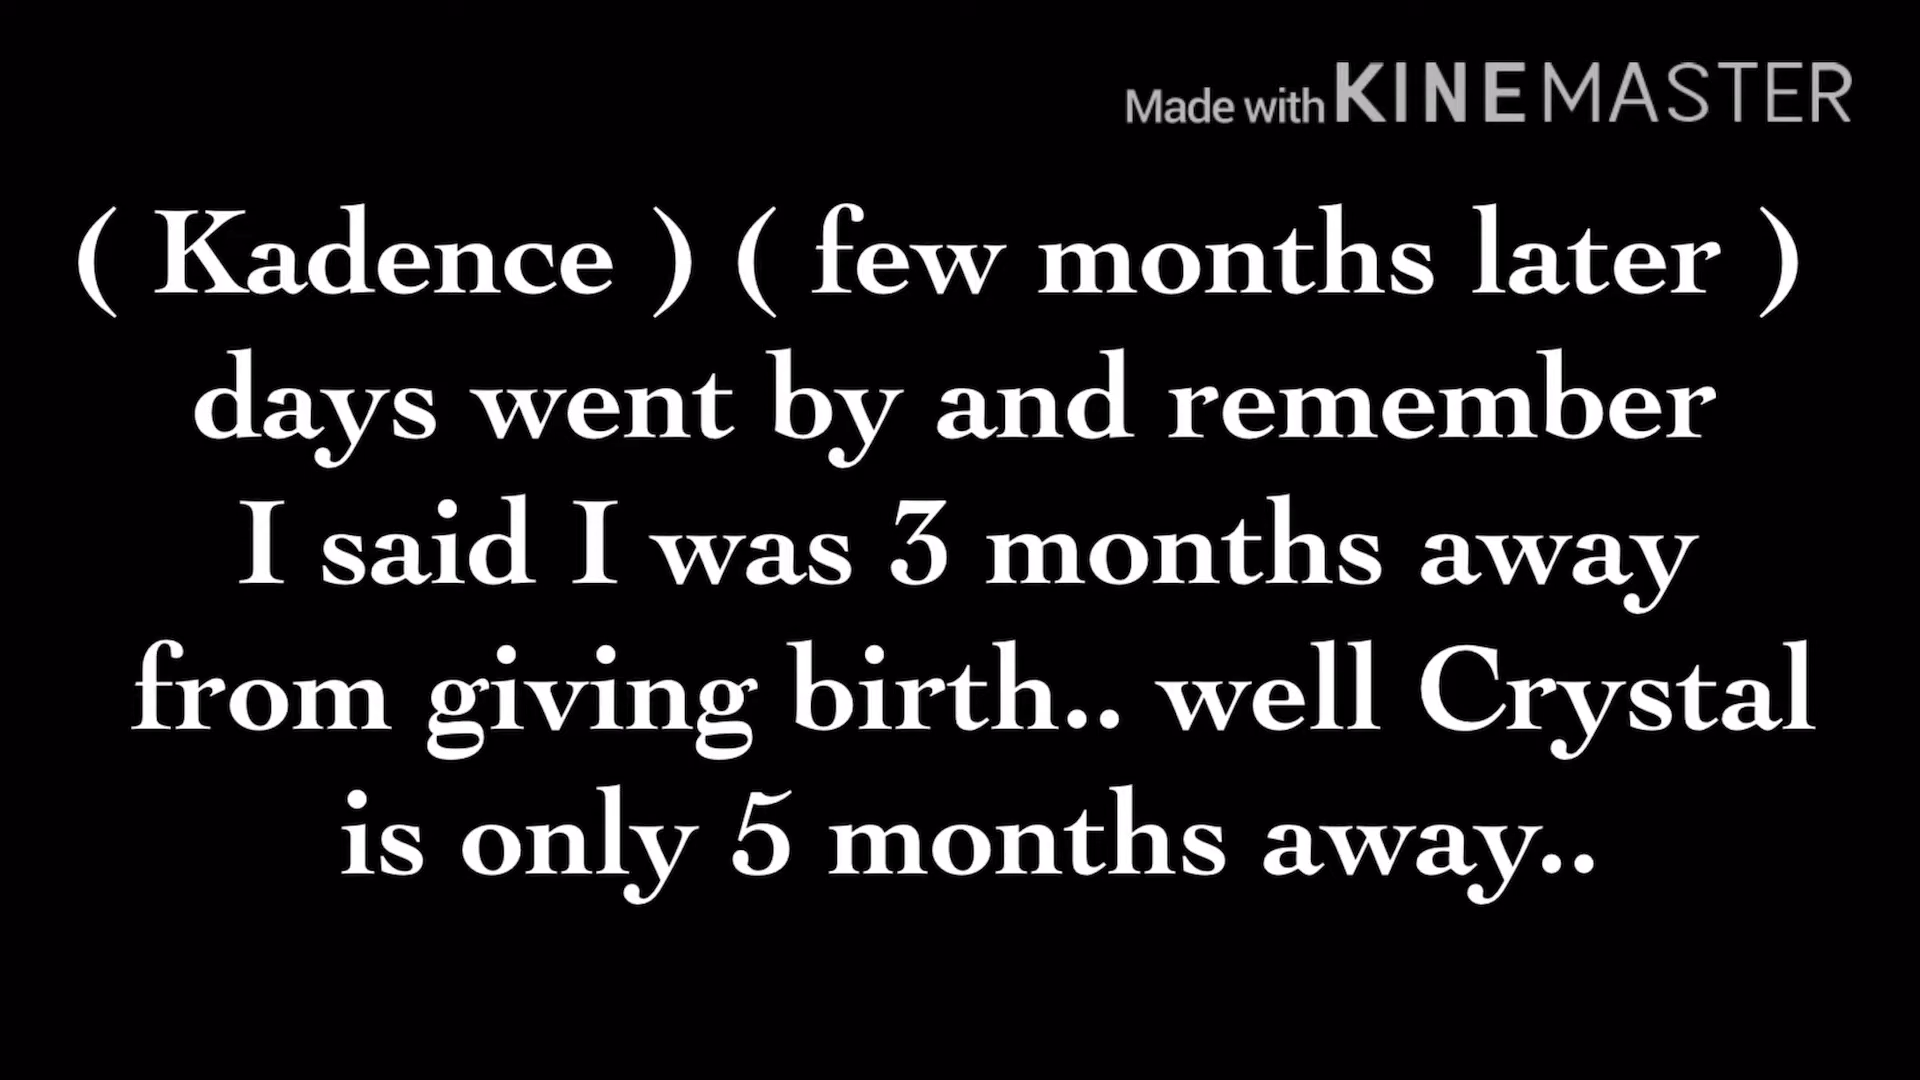 Made with KINEMASTER
( Kadence ) ( few months later )
days went by and remember
I said I was 3 months away
from giving birth.. well Crystal
is only 5 months away..